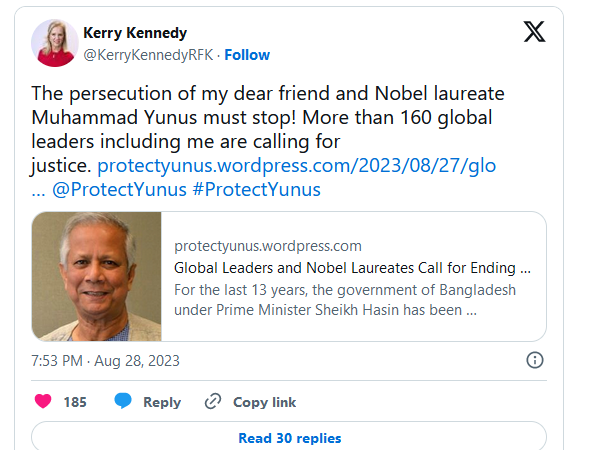 Kerry Kennedy
@KerryKennedyRFK · Follow
The persecution of my dear friend and Nobel laureate
Muhammad Yunus must stop! More than 160 global
leaders including me are calling for
justice. protectyunus.wordpress.com/2023/08/27/glo
… @ProtectYunus #ProtectYunus
protectyunus.wordpress.com
Global Leaders and Nobel Laureates Call for Ending ...
For the last 13 years, the government of Bangladesh
under Prime Minister Sheikh Hasin has been ...
7:53 PM · Aug 28, 2023
185 Reply Copy link
Read 30 replies